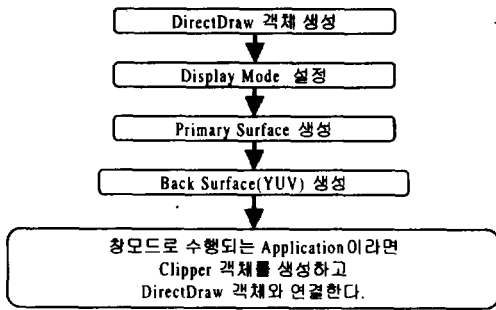 DirectDraw 객체 생성
Display Mode 설정
Primary Surface 생성
Back Surface(YUV) 생성
창모드로 수행되는 Application이라면
Clipper 객체를 생성하고
DirectDraw 객체와 연결한다.